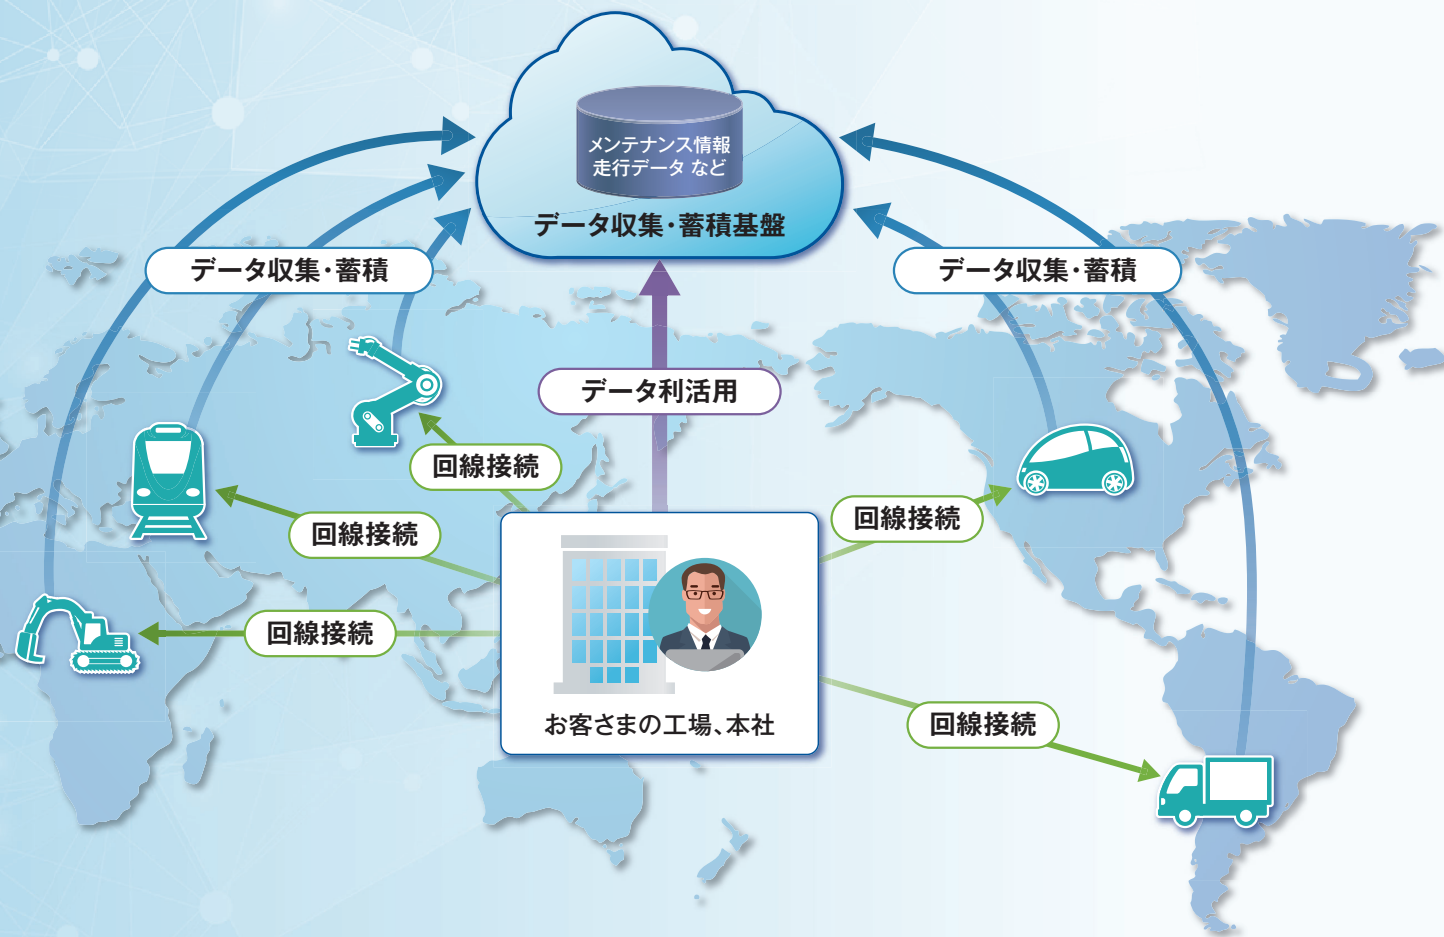 メンテナンス情報
走行データ など
データ収集・蓄積基盤
データ収集・蓄積
データ収集・蓄積
データ利活用
回線接続
回線接続
回線接続
回線接続
回線接続
お客さまの工場、本社